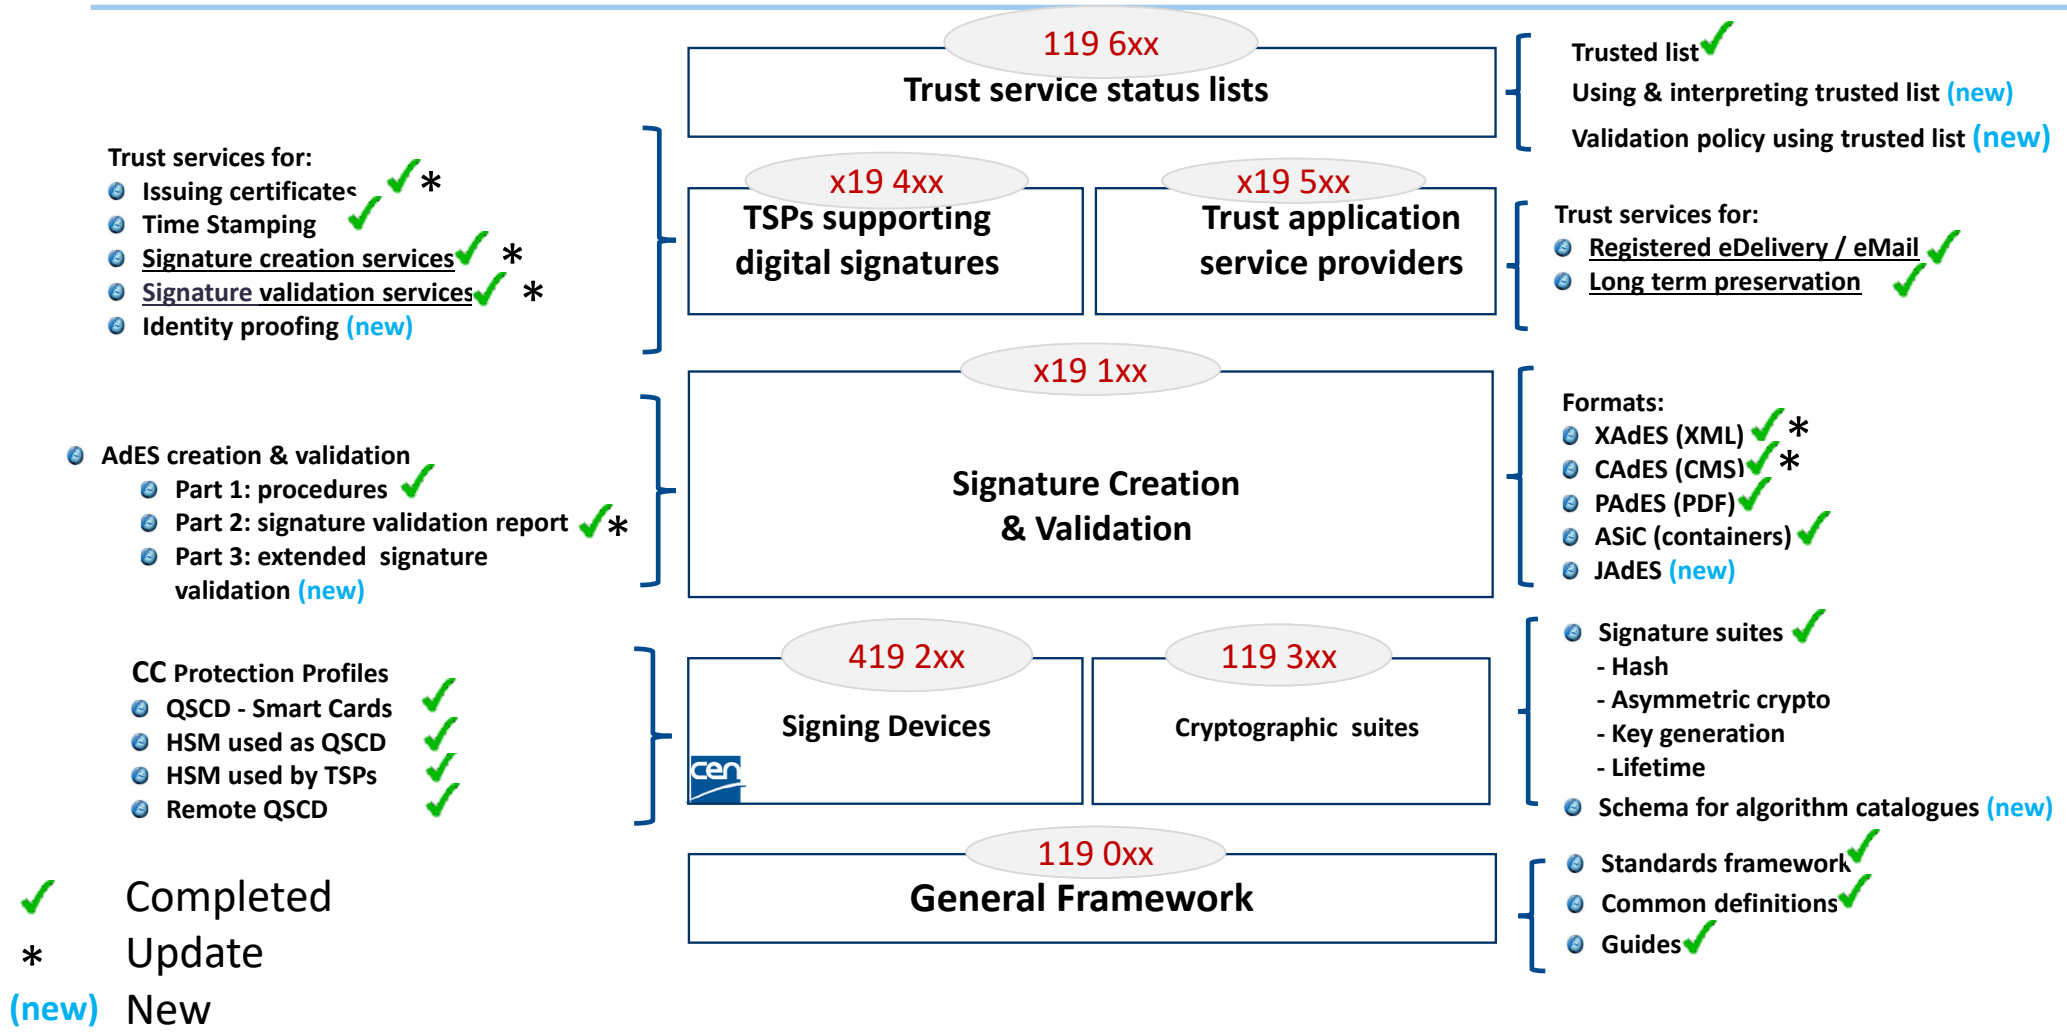 119 6xx
Trust service status lists
Trusted list
Using & interpreting trusted list (new)
Validation policy using trusted list (new)
Trust services for:
Issuing certificates *
Time Stamping
Signature creation services *
Signature validation services *
Identity proofing (new)
x19 4xx
TSPs supporting
digital signatures
x19 5xx
Trust application
service providers
Trust services for:
Registered eDelivery / eMail
Long term preservation
x19 1xx
Signature Creation
& Validation
AdES creation & validation
Part 1: procedures
Part 2: signature validation report *
Part 3: extended signature
validation (new)
Formats:
XAdES (XML) *
CAdES (CMS) *
PAdES (PDF)
ASiC (containers)
JAdES (new)
CC Protection Profiles
QSCD - Smart Cards
HSM used as QSCD
HSM used by TSPs
Remote QSCD
419 2xx
Signing Devices
cen
119 3xx
Cryptographic suites
Signature suites
- Hash
- Asymmetric crypto
- Key generation
- Lifetime
Schema for algorithm catalogues (new)
119 0xx
General Framework
Standards framework
Common definitions
Guides
Completed
* Update
(new) New